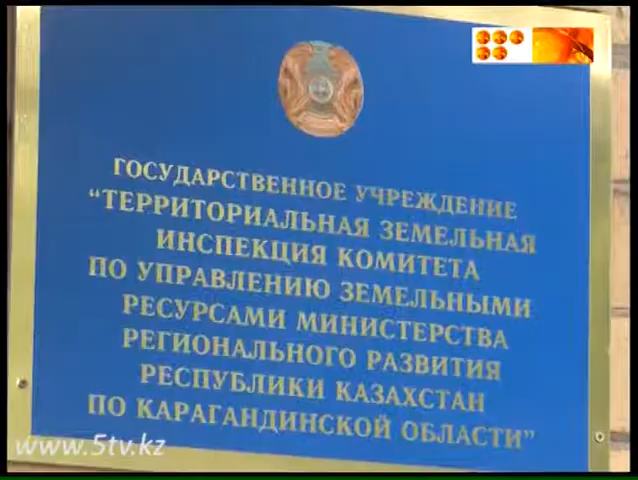 ГОСУДАРСТВЕННОЕ УЧРЕЖДЕНИЕ
“ТЕРРИТОРИАЛЬНАЯ ЗЕМЕЛЬНАЯ
ИНСПЕКЦИЯ КОМИТЕТА
ПО УПРАВЛЕНИЮ ЗЕМЕЛЬНЫМИ
РЕСУРСАМИ МИНИСТЕРСТВА
РЕГИОНАЛЬНОГО РАЗВИТИЯ
РЕСПУБЛИКИ КАЗАХСТАН
ПО КАРАГАНДИНСКОЙ ОБЛАСТИ”
www.5tv.kz